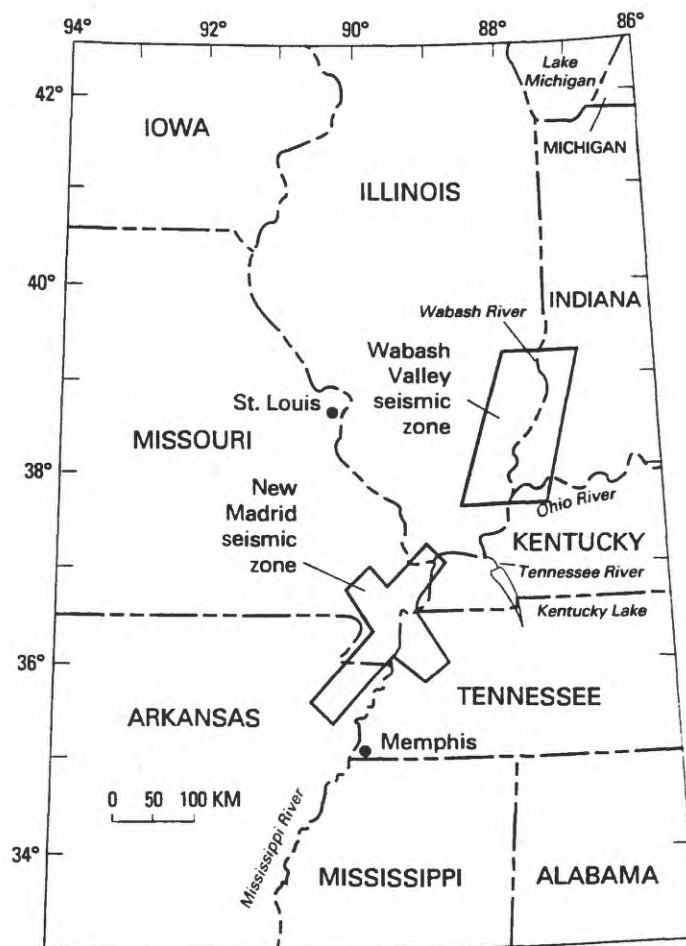 94°
92°
90°
88°
86°
42°
40°
38°
36°
34°
Lake
Michigan
MICHIGAN
IOWA
ILLINOIS
INDIANA
Wabash River
Wabash
Valley
seismic
zone
St. Louis
MISSOURI
Ohio River
New
Madrid
seismic
zone
KENTUCKY
Tennessee River
Kentucky Lake
TENNESSEE
ARKANSAS
Memphis
0 50 100 KM
Mississippi River
MISSISSIPPI
ALABAMA